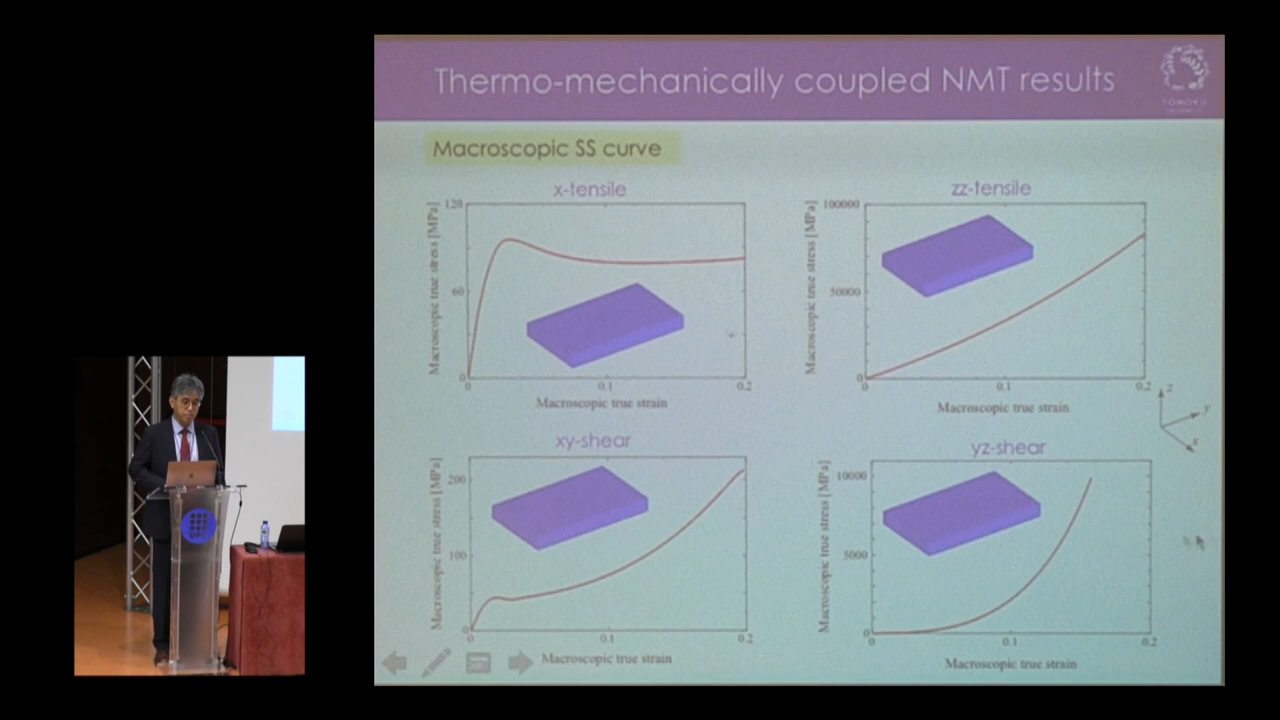 Thermo-mechanically coupled NMT results
TOHOKU
UNIVERSITY
Macroscopic SS curve
x-tensile
Macroscopic true stress [MPa]
120
60
0
0.1
0.2
Macroscopic true strain
zz-tensile
Macroscopic true stress [MPa]
100000
50000
0
0
0.1
0.2
Macroscopic true strain
z
y
x
xy-shear
Macroscopic true stress [MPa]
200
100
0
0
0.1
0.2
Macroscopic true strain
yz-shear
Macroscopic true stress [MPa]
10000
5000
0
0
0.1
0.2
Macroscopic true strain
UPC